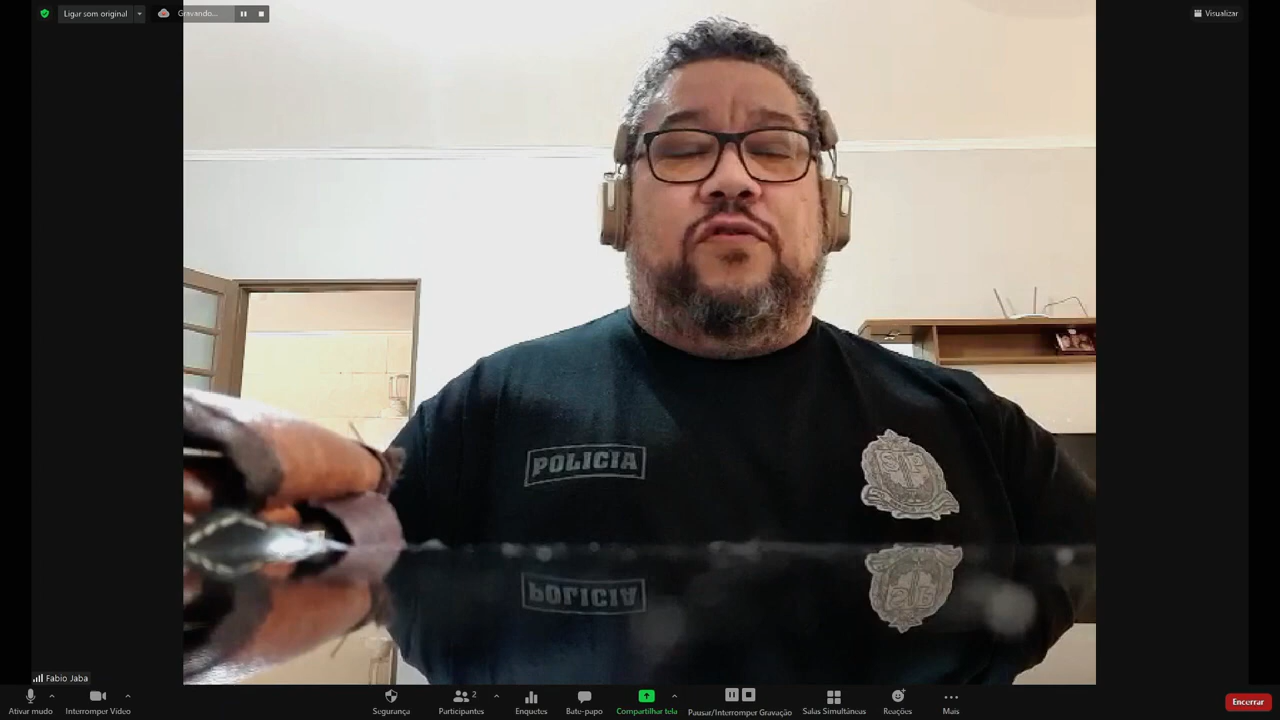 Ligar som original
Gravando...
Visualizar
POLICIA
SP
Fabio Jaba
Ativar mudo
Interromper Vídeo
Segurança
Participantes
2
Enquetes
Bate-papo
Compartilhar tela
Pausar/Interromper Gravação
Salas Simultâneas
Reações
Mais
Encerrar